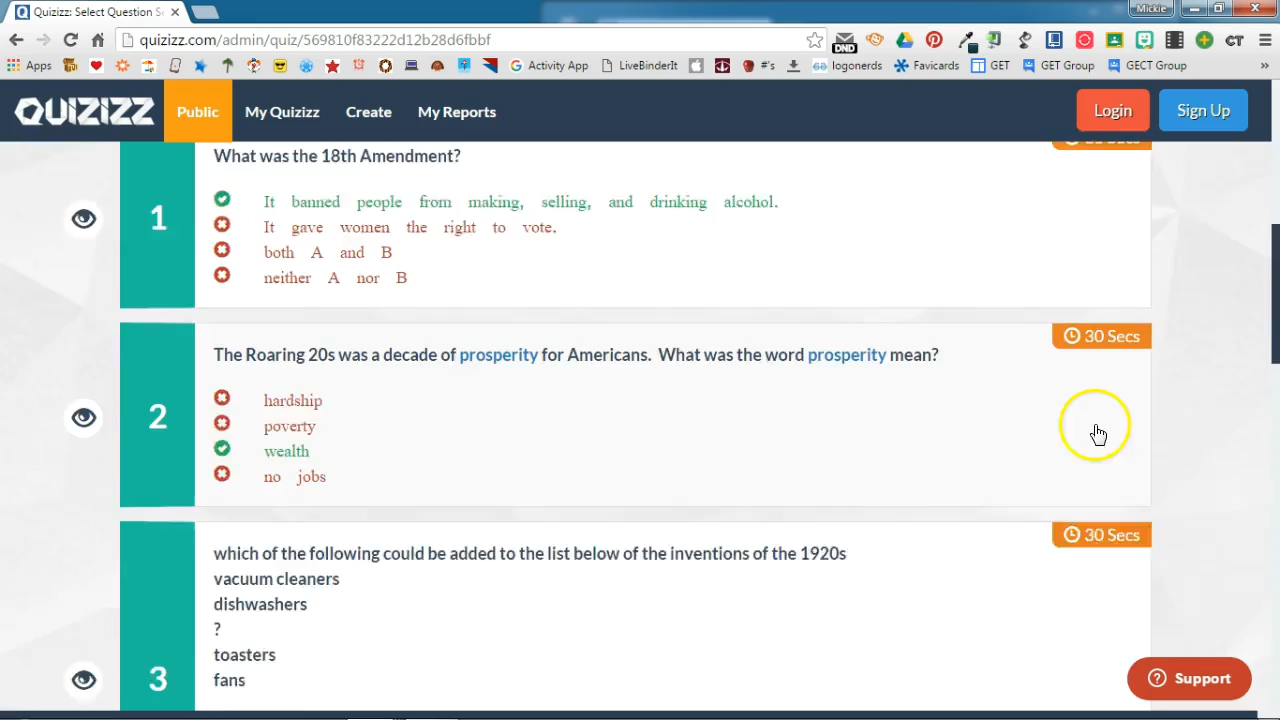 Quizizz: Select Question S
Mickie
quizizz.com/admin/quiz/569810f83222d12b28d6fbbf
DND
CT
Apps
Activity App
LiveBinderIt
#'s
logonerds
Favicards
GET
GET Group
GECT Group
»
QUIZIZZ
Public
My Quizizz
Create
My Reports
Login
Sign Up
What was the 18th Amendment?
1
It banned people from making, selling, and drinking alcohol.
It gave women the right to vote.
both A and B
neither A nor B
30 Secs
The Roaring 20s was a decade of prosperity for Americans. What was the word prosperity mean?
2
hardship
poverty
wealth
no jobs
30 Secs
which of the following could be added to the list below of the inventions of the 1920s
vacuum cleaners
dishwashers
?
toasters
3
fans
Support